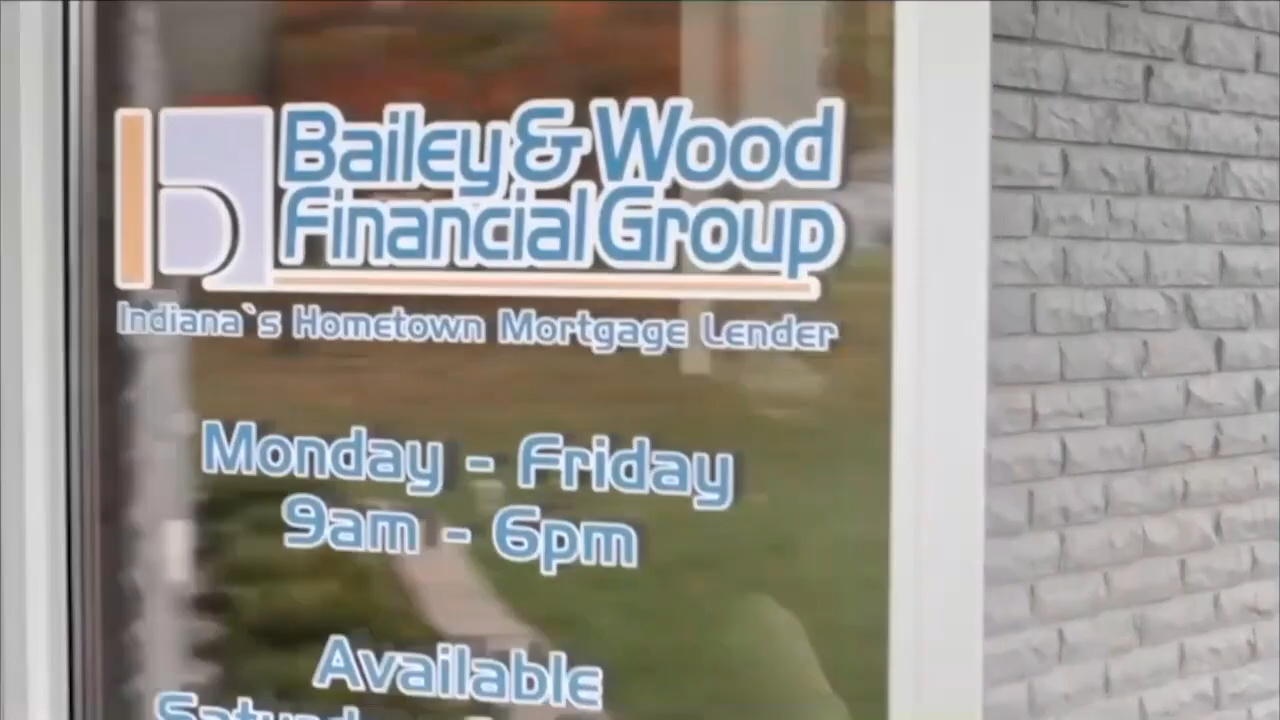 Bailey & Wood
Financial Group
Indiana`s Hometown Mortgage Lender
Monday - Friday
9am - 6pm
Available